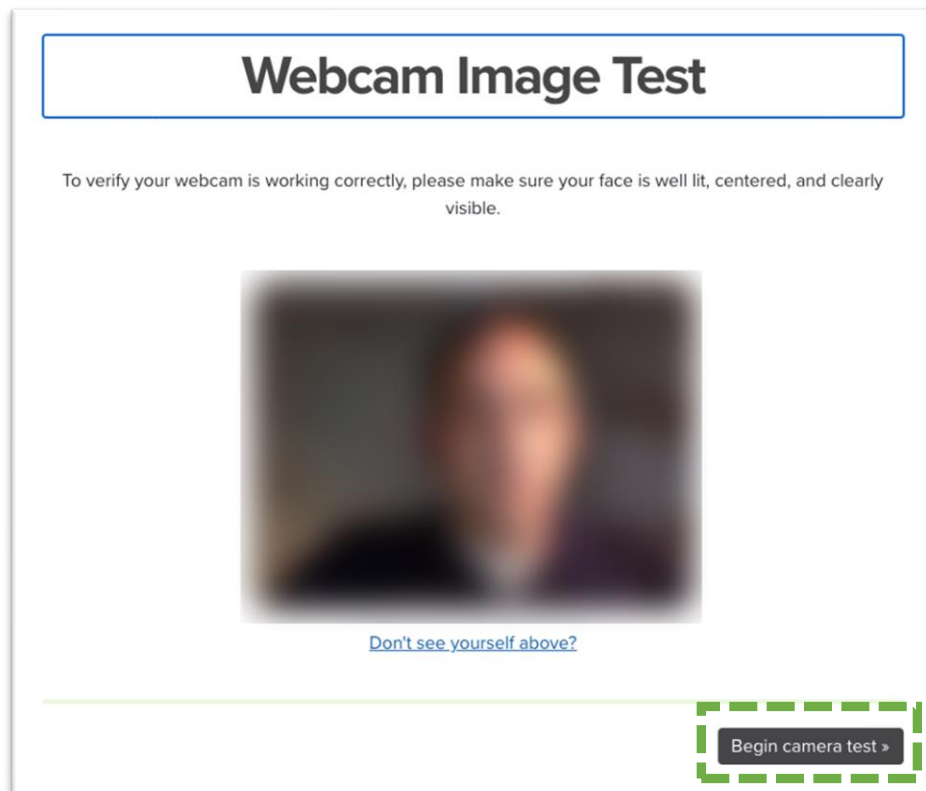 Webcam Image Test
To verify your webcam is working correctly, please make sure your face is well lit, centered, and clearly
visible.
Don't see yourself above?
Begin camera test »